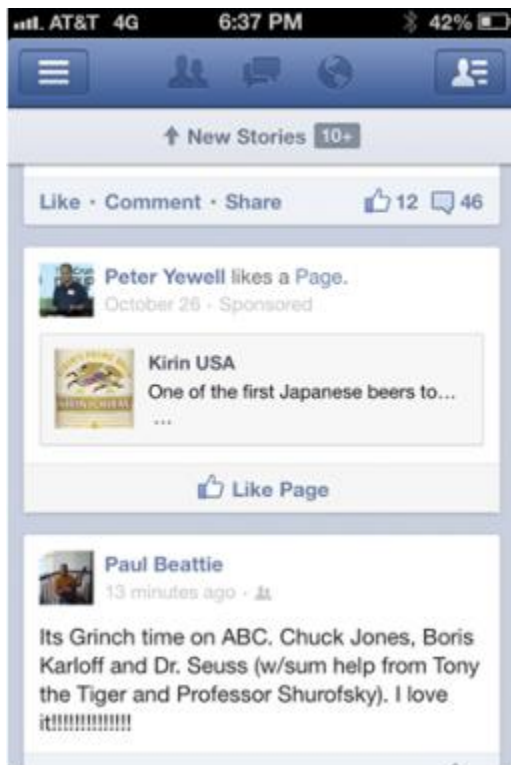 AT&T 4G 6:37 PM 42%
New Stories 10+
Like · Comment · Share 12 46
Peter Yewell likes a Page.
October 26 · Sponsored
Kirin USA
One of the first Japanese beers to...
...
Like Page
Paul Beattie
13 minutes ago ·
Its Grinch time on ABC. Chuck Jones, Boris
Karloff and Dr. Seuss (w/sum help from Tony
the Tiger and Professor Shurofsky). I love
it!!!!!!!!!!!!!!